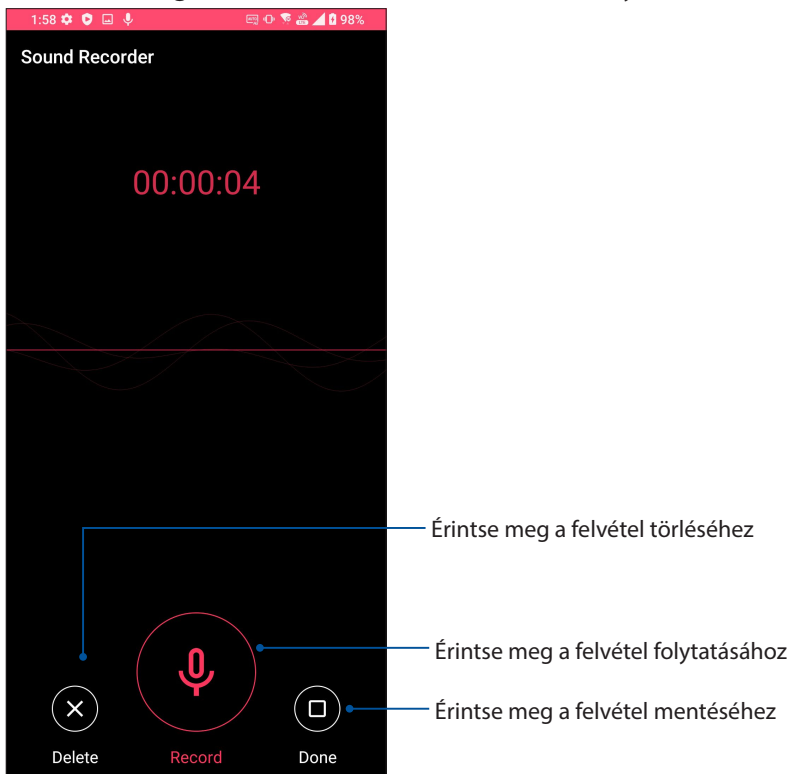 1:58 98%
Sound Recorder
00:00:04
Érintse meg a felvétel törléséhez
Érintse meg a felvétel folytatásához
Érintse meg a felvétel mentéséhez
Delete Record Done